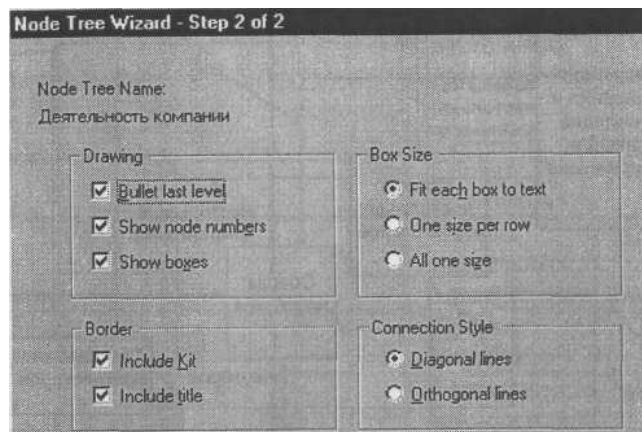 Node Tree Wizard - Step 2 of 2
Node Tree Name:
Деятельность компании
Drawing
Bullet last level
Show node numbers
Show boxes
Box Size
Fit each box to text
One size per row
All one size
Border
Include Kit
Include title
Connection Style
Diagonal lines
Orthogonal lines